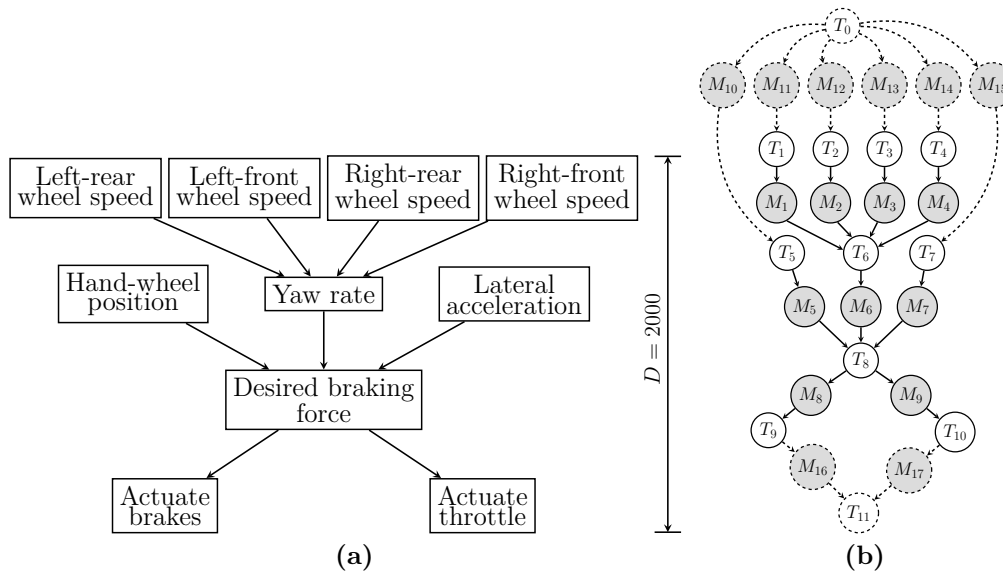 Left-rear
wheel speed
Left-front
wheel speed
Right-rear
wheel speed
Right-front
wheel speed
Hand-wheel
position
Yaw rate
Lateral
acceleration
Desired braking
force
Actuate
brakes
Actuate
throttle
D = 2000
(a)
T0
M10
M11
M12
M13
M14
M15
T1
T2
T3
T4
M1
M2
M3
M4
T5
T6
T7
M5
M6
M7
T8
M8
M9
T9
T10
M16
M17
T11
(b)